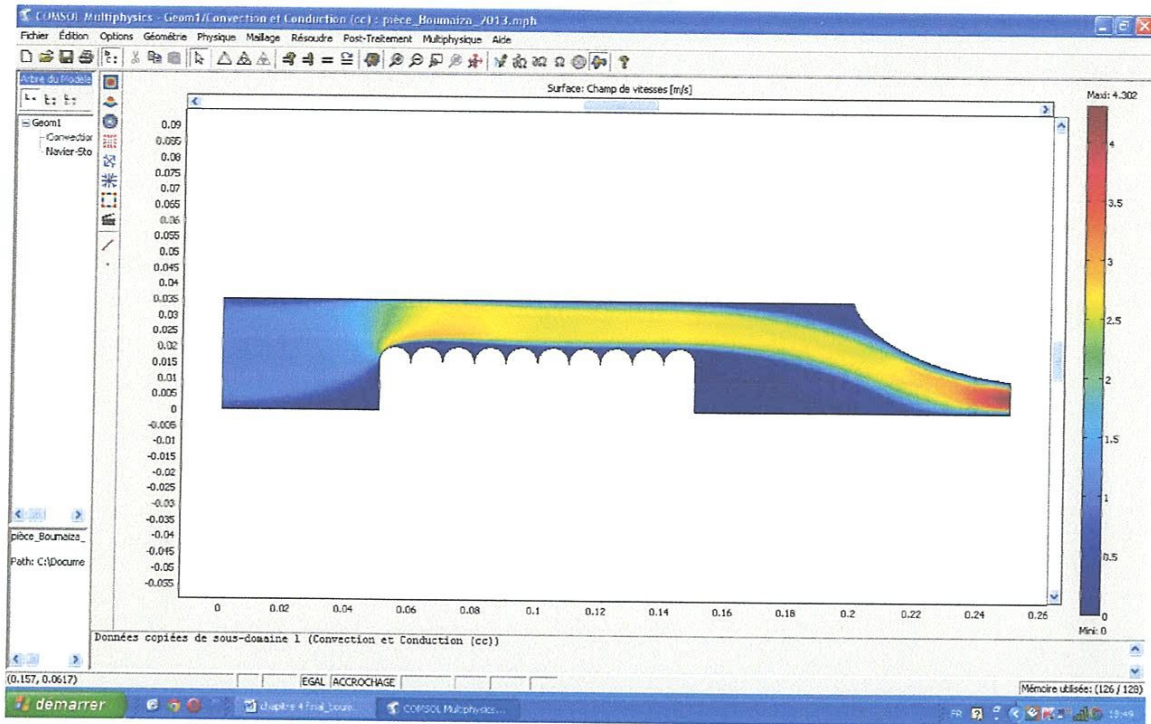 COMSOL Multiphysics - Geom1/Convection et Conduction (cc) : pièce_Boumaiza_2013.mph
Fichier Édition Options Géométrie Physique Maillage Résoudre Post-Traitement Multiphysique Aide
Arbre du Modèle
Geom1
Convection
Navier-Sto
Surface: Champ de vitesses [m/s]
Maxi: 4.302
0.09
0.085
0.08
0.075
0.07
0.065
0.06
0.055
0.05
0.045
0.04
0.035
0.03
0.025
0.02
0.015
0.01
0.005
0
-0.005
-0.01
-0.015
-0.02
-0.025
-0.03
-0.035
-0.04
-0.045
-0.05
-0.055
0 0.02 0.04 0.06 0.08 0.1 0.12 0.14 0.16 0.18 0.2 0.22 0.24 0.26
4
3.5
3
2.5
2
1.5
1
0.5
0
Mini: 0
pièce_Boumaiza_
Path: C:\Docume
Données copiées de sous-domaine 1 (Convection et Conduction (cc))
(0.157, 0.0617)
EGAL ACCROCHAGE
Mémoire utilisée: (126 / 128)
démarrer
chapitre 4 final_boum...
COMSOL Multiphysics...
FR
18:49